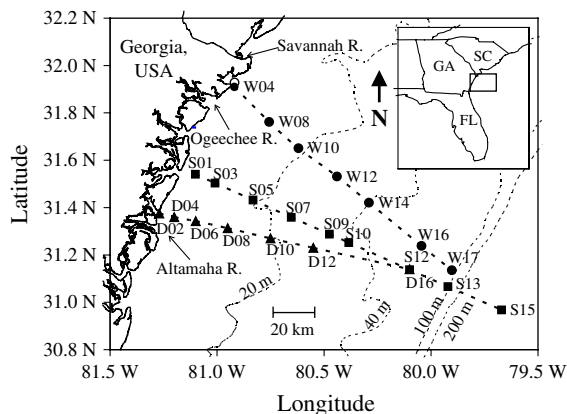 32.2 N
32.0 N
31.8 N
31.6 N
31.4 N
31.2 N
31.0 N
30.8 N
Latitude
81.5 W
81.0 W
80.5 W
80.0 W
79.5 W
Longitude
Georgia,
USA
Savannah R.
Ogeechee R.
Altamaha R.
W04
W08
W10
W12
W14
W16
W17
S01
S03
S05
S07
S09
S10
S12
S13
S15
D02
D04
D06
D08
D10
D12
D16
20 m
40 m
100 m
200 m
20 km
N
GA
SC
FL